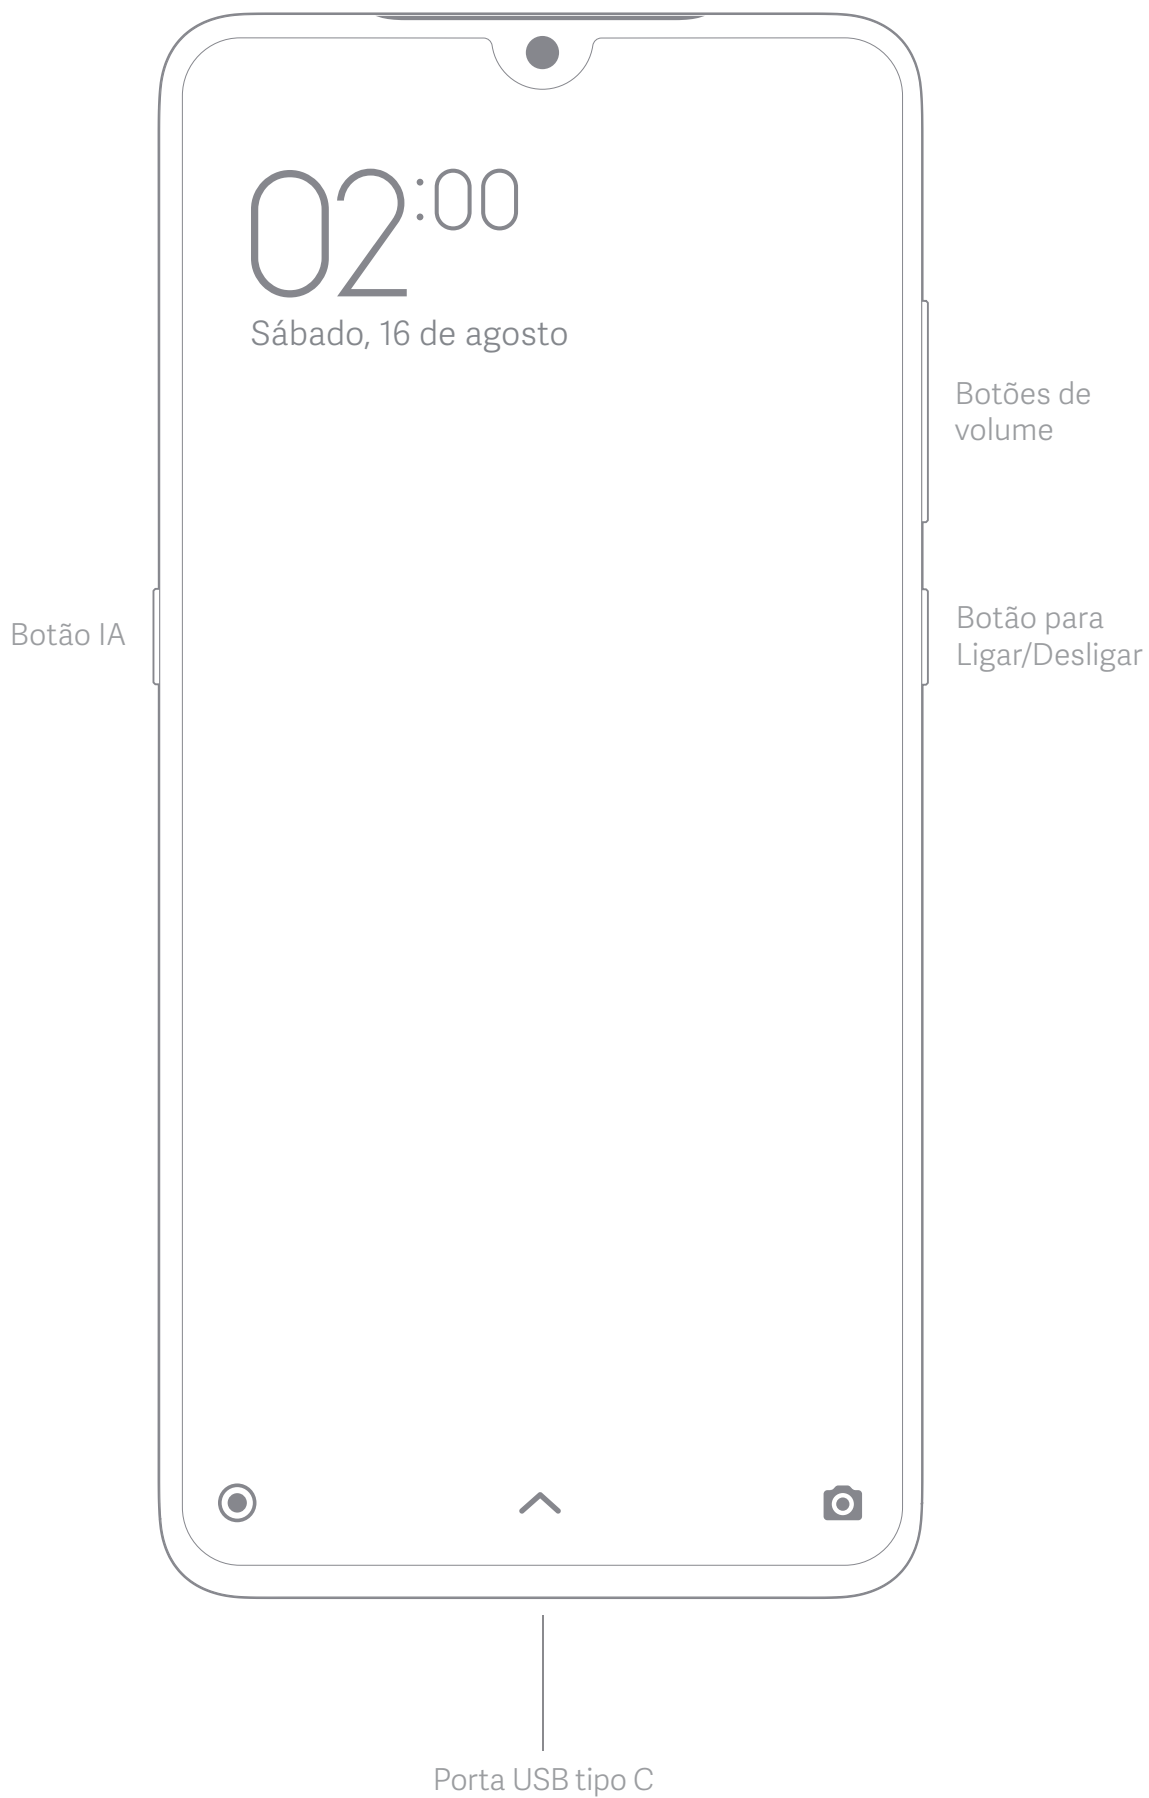 02:00
Sábado, 16 de agosto
Botões de
volume
Botão IA
Botão para
Ligar/Desligar
Porta USB tipo C